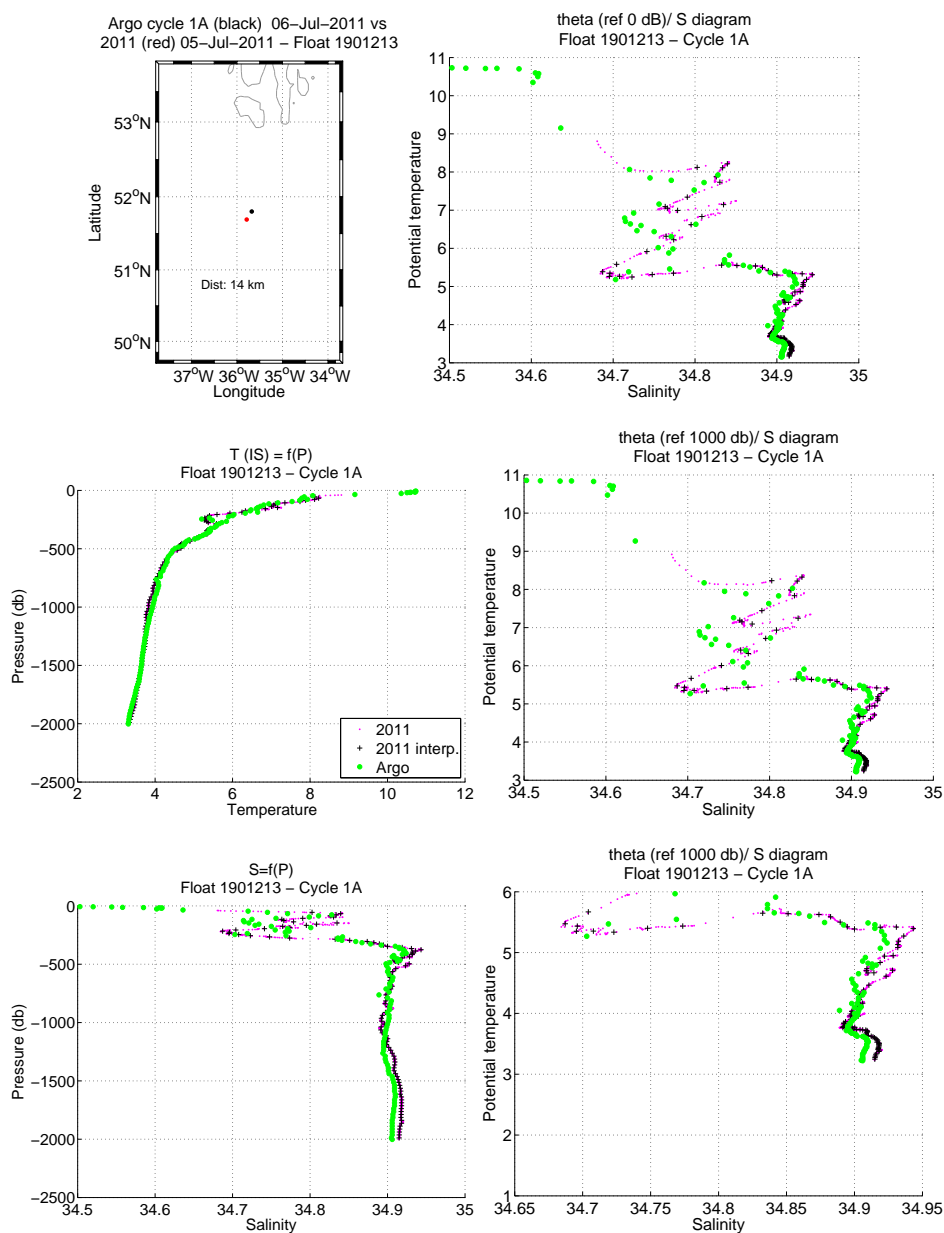 Argo cycle 1A (black)  06−Jul−2011 vs
2011 (red) 05−Jul−2011 − Float 1901213
53°N
52°N
51°N
50°N
Latitude
Dist: 14 km
37°W 36°W 35°W 34°W
Longitude
theta (ref 0 dB)/ S diagram
Float 1901213 − Cycle 1A
11
10
9
8
7
6
5
4
3
Potential temperature
34.5 34.6 34.7 34.8 34.9 35
Salinity
T (IS) = f(P)
Float 1901213 − Cycle 1A
0
−500
−1000
−1500
−2000
−2500
Pressure (db)
2011
2011 interp.
Argo
2 4 6 8 10 12
Temperature
theta (ref 1000 db)/ S diagram
Float 1901213 − Cycle 1A
11
10
9
8
7
6
5
4
3
Potential temperature
34.5 34.6 34.7 34.8 34.9 35
Salinity
S=f(P)
Float 1901213 − Cycle 1A
0
−500
−1000
−1500
−2000
−2500
Pressure (db)
34.5 34.6 34.7 34.8 34.9 35
Salinity
theta (ref 1000 db)/ S diagram
Float 1901213 − Cycle 1A
6
5
4
3
2
1
Potential temperature
34.65 34.7 34.75 34.8 34.85 34.9 34.95
Salinity